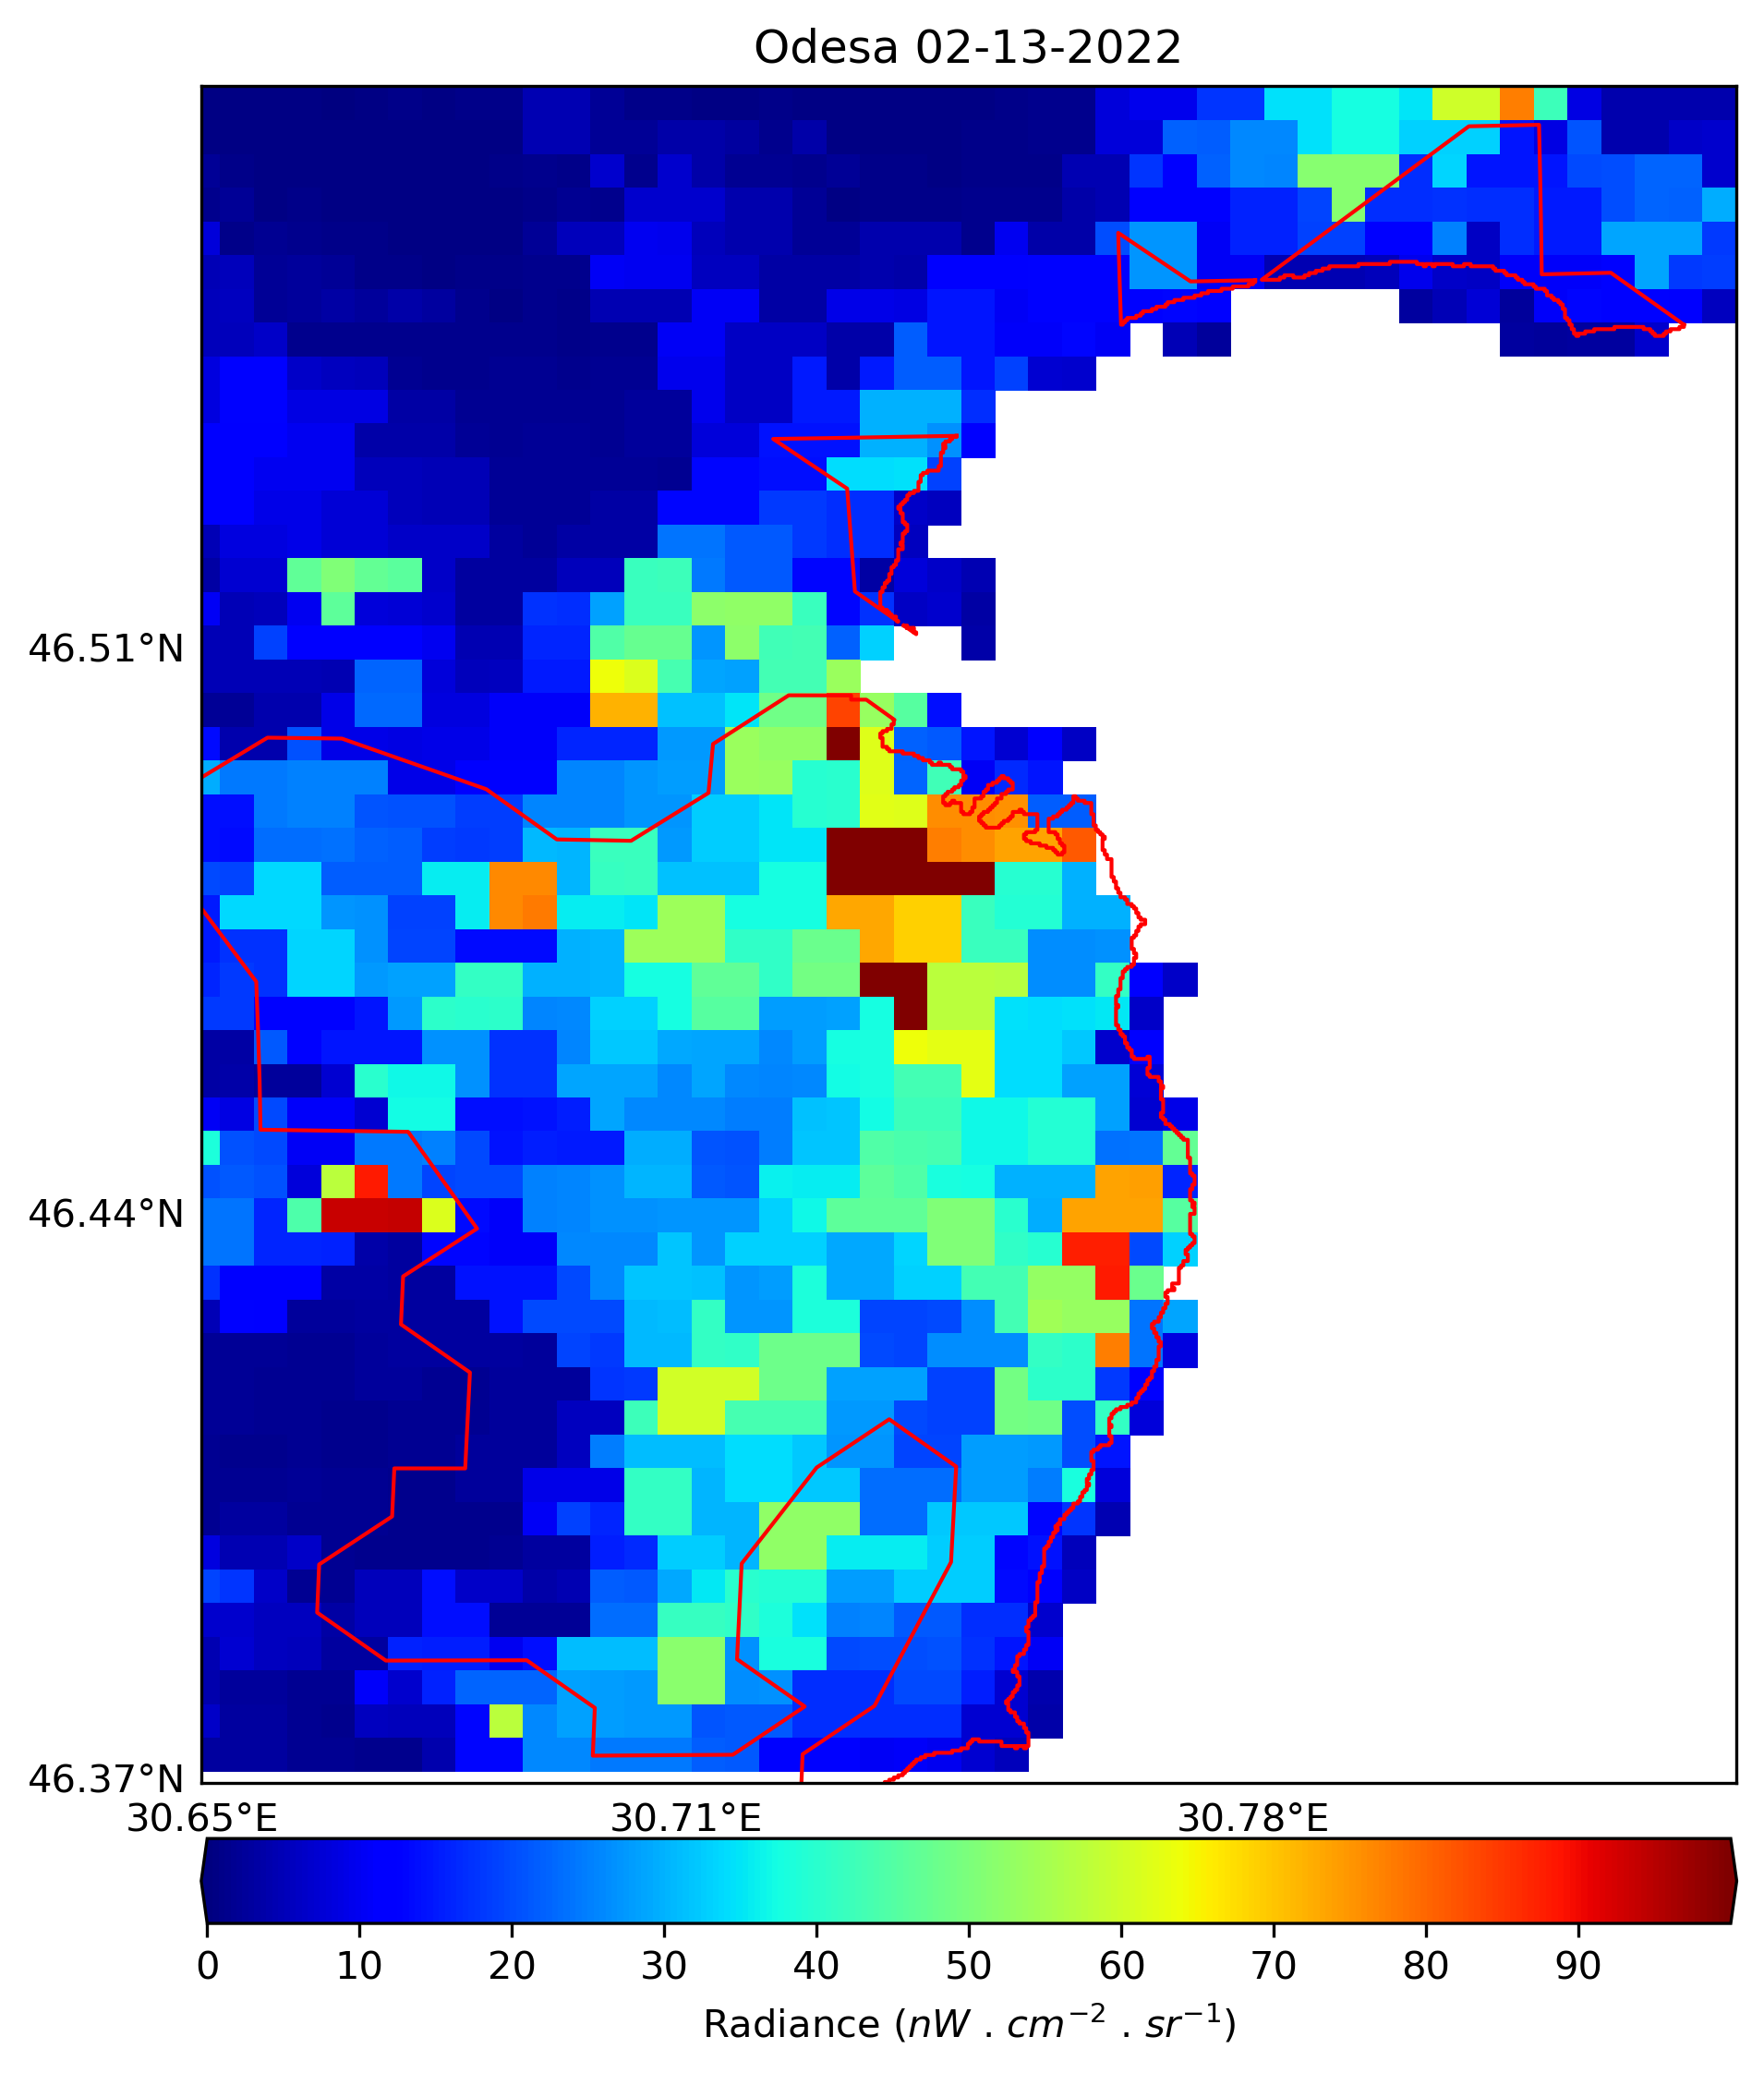 Odesa 02-13-2022
46.51°N
46.44°N
46.37°N
30.65°E 30.71°E 30.78°E
0 10 20 30 40 50 60 70 80 90
Radiance (nW . cm⁻² . sr⁻¹)